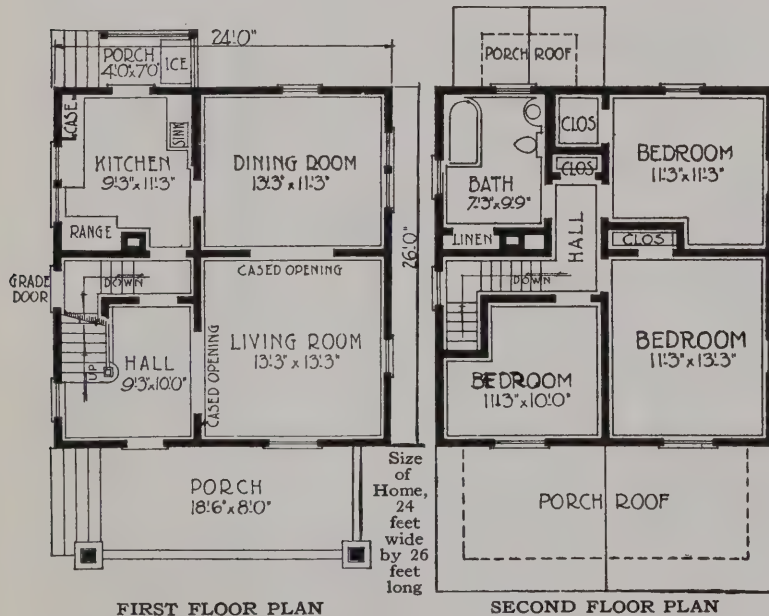 24'0"
PORCH
4'0"x7'0"
ICE
CASE
SINK
KITCHEN
9'3"x11'3"
RANGE
DINING ROOM
13'3"x11'3"
CASED OPENING
26'0"
GRADE
DOOR
DOWN
UP
HALL
9'3"x10'0"
CASED OPENING
LIVING ROOM
13'3"x13'3"
PORCH
18'6"x8'0"
Size
of
Home,
24
feet
wide
by 26
feet
long
FIRST FLOOR PLAN
PORCH ROOF
CLOS
CLOS
BATH
7'3"x9'9"
LINEN
HALL
DOWN
BEDROOM
11'3"x11'3"
CLOS
BEDROOM
11'3"x13'3"
BEDROOM
11'3"x10'0"
PORCH ROOF
SECOND FLOOR PLAN